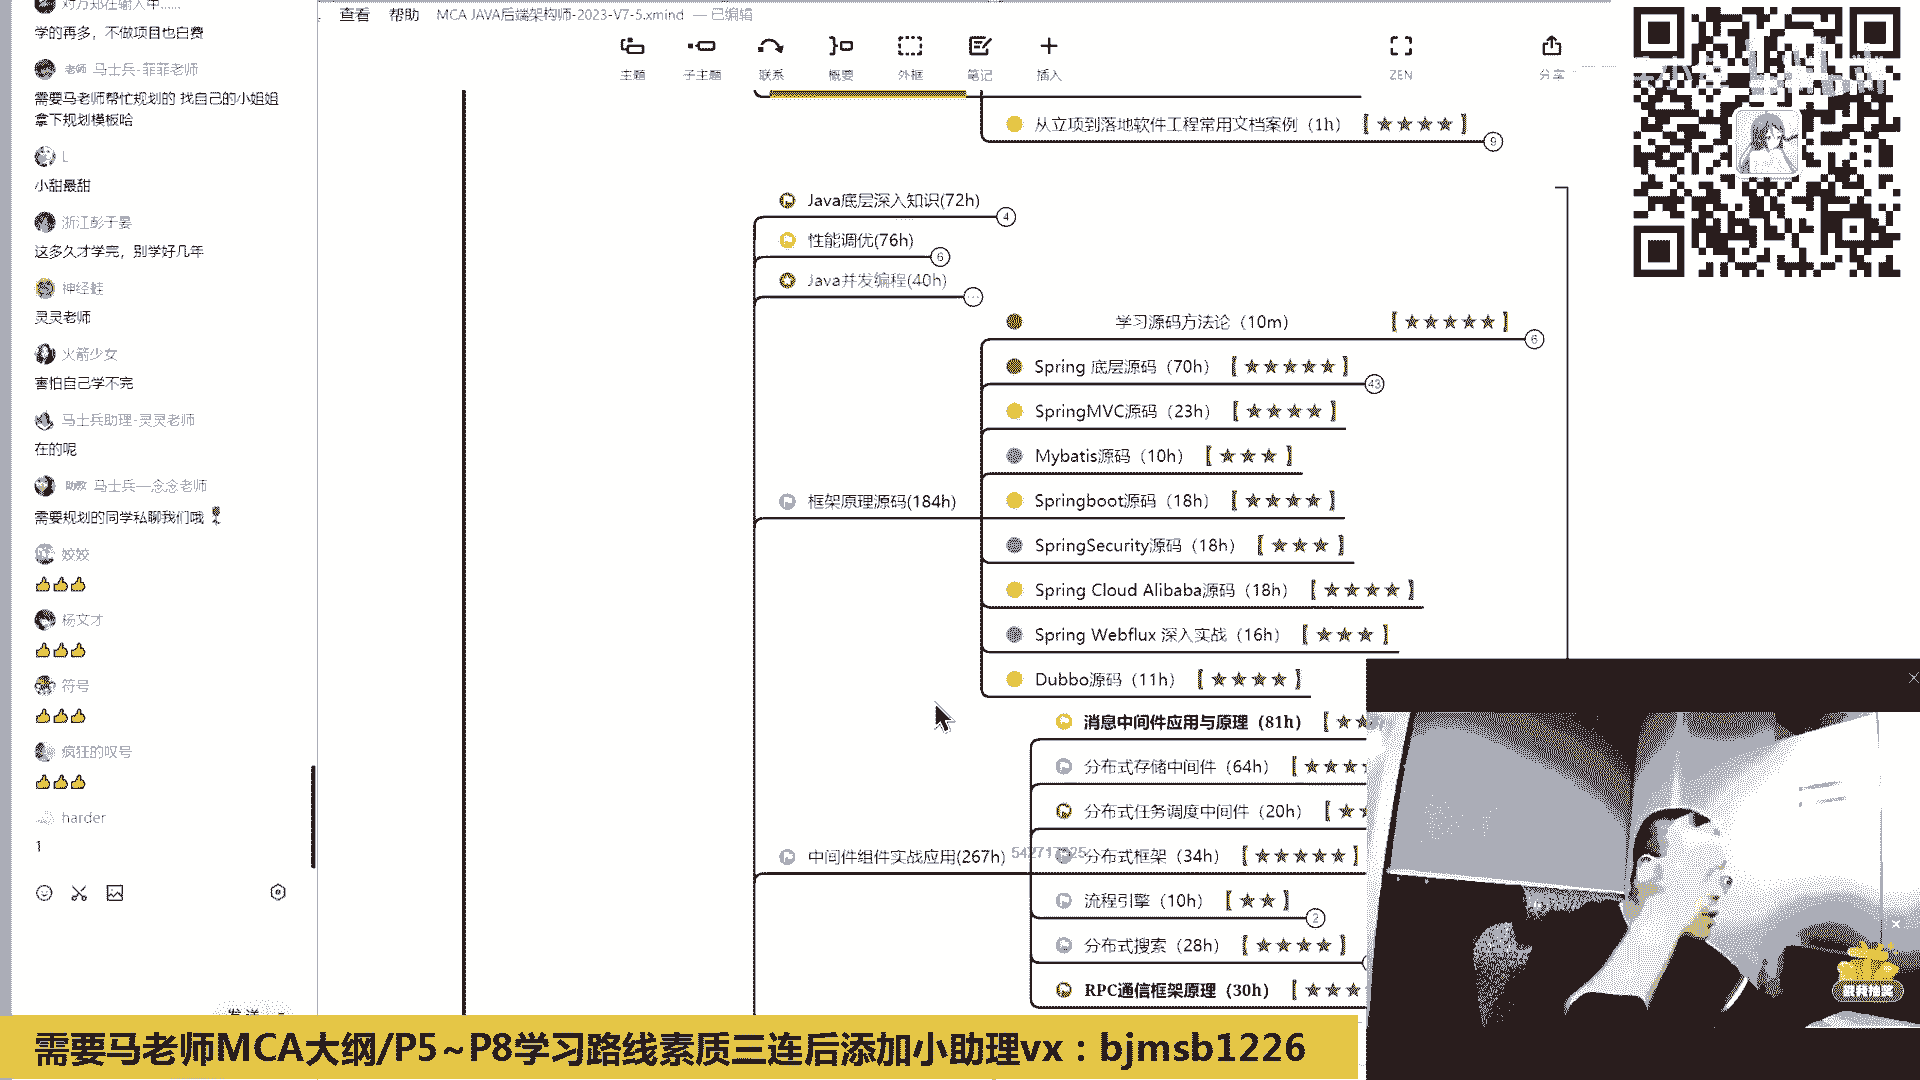 查看 帮助 MCA JAVA后端架构师-2023-V7-5.xmind — 已编辑
主题 子主题 联系 概要 外框 笔记 插入 ZEN 分享
对方正在输入中......
学的再多，不做项目也白费
老师 马士兵-菲菲老师
需要马老师帮忙规划的 找自己的小姐姐
拿下规划模板哈
L
小甜最甜
浙江彭于晏
这多久才学完，别学好几年
神经蛙
灵灵老师
火箭少女
害怕自己学不完
马士兵助理-灵灵老师
在的呢
助教 马士兵—念念老师
需要规划的同学私聊我们哦
姣姣
杨文才
符号
疯狂的叹号
harder
1
发送
从立项到落地软件工程常用文档案例（1h）【★★★★】
9
Java底层深入知识(72h)
4
性能调优(76h)
6
Java并发编程(40h)
学习源码方法论（10m） 【★★★★★】
6
Spring 底层源码（70h）【★★★★★】
43
SpringMVC源码（23h）【★★★★】
Mybatis源码（10h）【★★★】
框架原理源码(184h)
Springboot源码（18h）【★★★★】
SpringSecurity源码（18h）【★★★】
Spring Cloud Alibaba源码（18h）【★★★★】
Spring Webflux 深入实战（16h）【★★★】
Dubbo源码（11h）【★★★★】
消息中间件应用与原理（81h）【★★
分布式存储中间件（64h）【★★★★
分布式任务调度中间件（20h）【★★
中间件组件实战应用(267h)
分布式框架（34h）【★★★★★】
流程引擎（10h）【★★】
2
分布式搜索（28h）【★★★★】
RPC通信框架原理（30h）【★★★
需要马老师MCA大纲/P5~P8学习路线素质三连后添加小助理vx：bjmsb1226